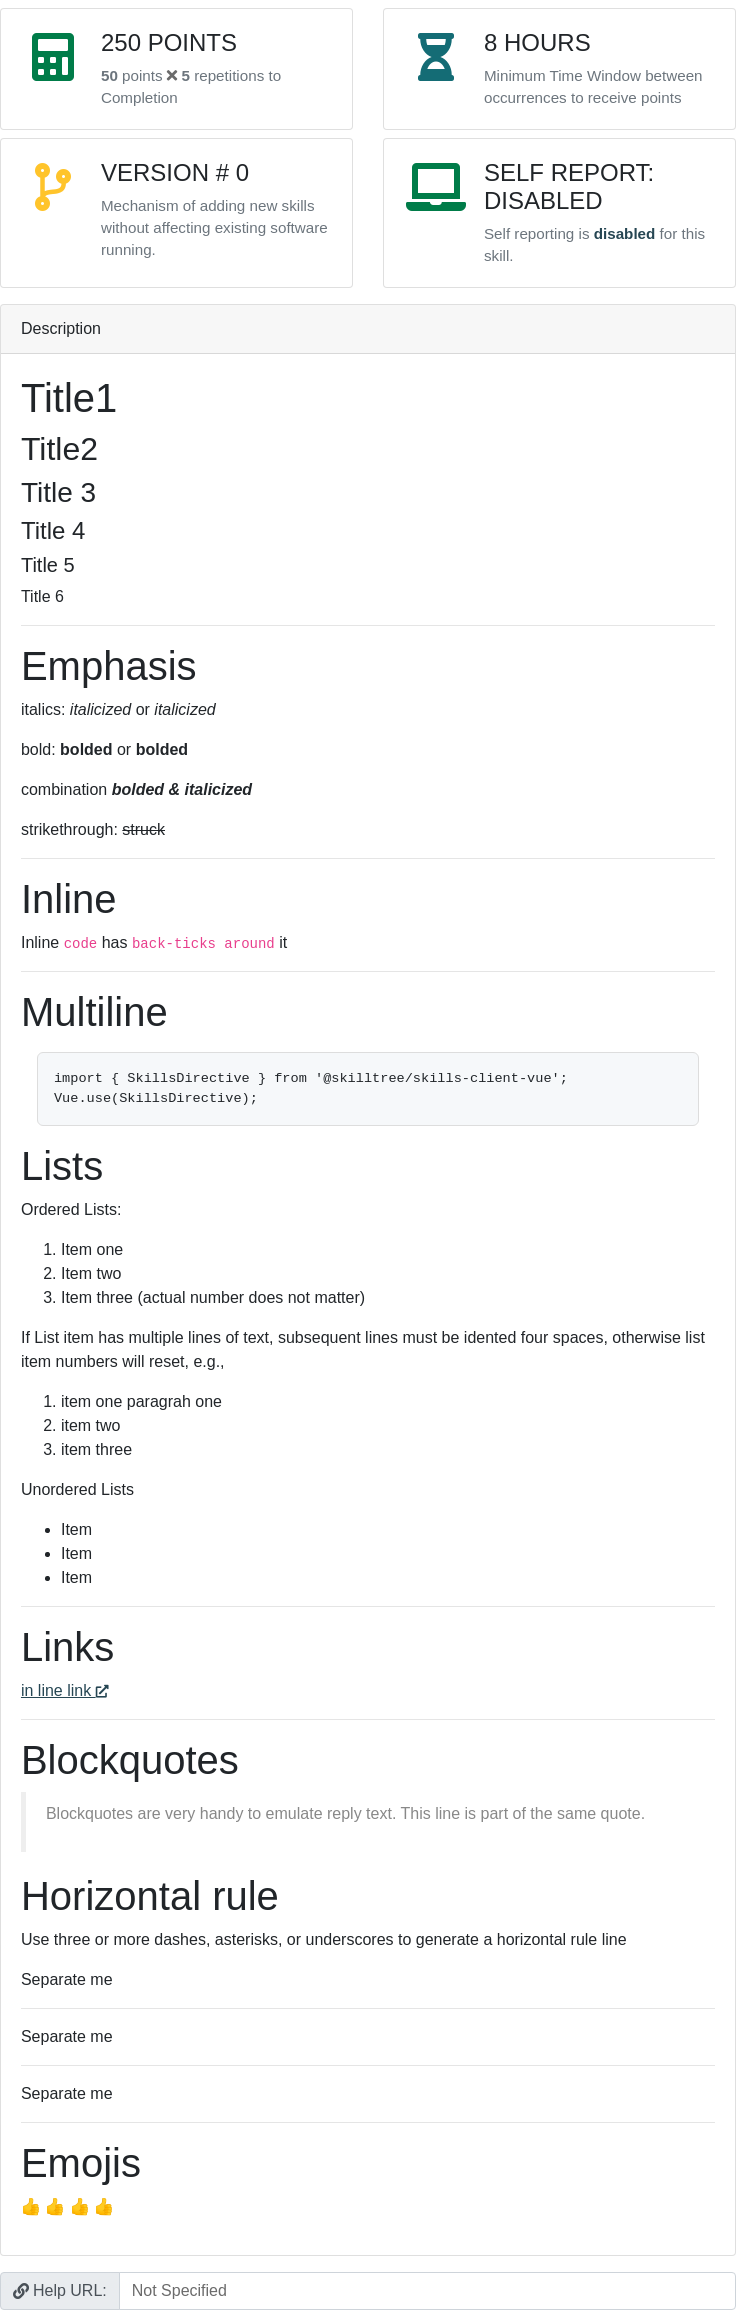 250 POINTS
50 points ✖ 5 repetitions to
Completion
8 HOURS
Minimum Time Window between
occurrences to receive points
VERSION # 0
Mechanism of adding new skills
without affecting existing software
running.
SELF REPORT:
DISABLED
Self reporting is disabled for this
skill.
Description
Title1
Title2
Title 3
Title 4
Title 5
Title 6
Emphasis
italics: italicized or italicized
bold: bolded or bolded
combination bolded & italicized
strikethrough: struck
Inline
Inline code has back-ticks around it
Multiline
import { SkillsDirective } from '@skilltree/skills-client-vue';
Vue.use(SkillsDirective);
Lists
Ordered Lists:
1. Item one
2. Item two
3. Item three (actual number does not matter)
If List item has multiple lines of text, subsequent lines must be idented four spaces, otherwise list
item numbers will reset, e.g.,
1. item one paragrah one
2. item two
3. item three
Unordered Lists
• Item
• Item
• Item
Links
in line link
Blockquotes
Blockquotes are very handy to emulate reply text. This line is part of the same quote.
Horizontal rule
Use three or more dashes, asterisks, or underscores to generate a horizontal rule line
Separate me
Separate me
Separate me
Emojis
👍 👍 👍 👍
Help URL: Not Specified